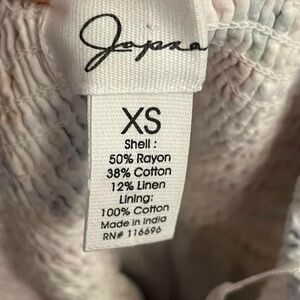 Japna
XS
Shell :
50% Rayon
38% Cotton
12% Linen
Lining:
100% Cotton
Made in India
RN# 116696